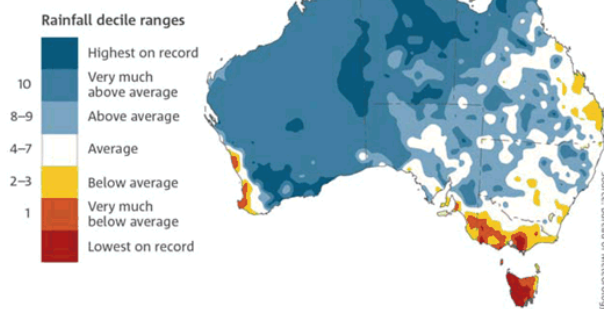 Rainfall decile ranges
Highest on record
10 Very much
above average
8–9 Above average
4–7 Average
2–3 Below average
1 Very much
below average
Lowest on record